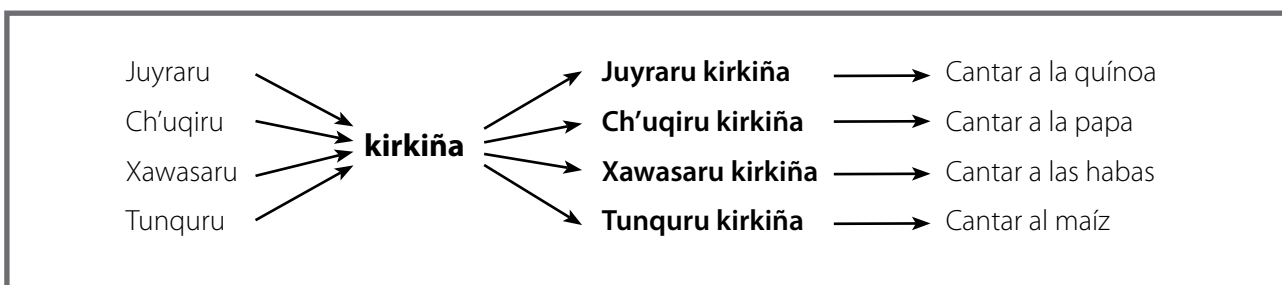 Juyraru Juyraru kirkiña Cantar a la quínoa
Ch’uqiru Ch’uqiru kirkiña Cantar a la papa
kirkiña
Xawasaru Xawasaru kirkiña Cantar a las habas
Tunquru Tunquru kirkiña Cantar al maíz